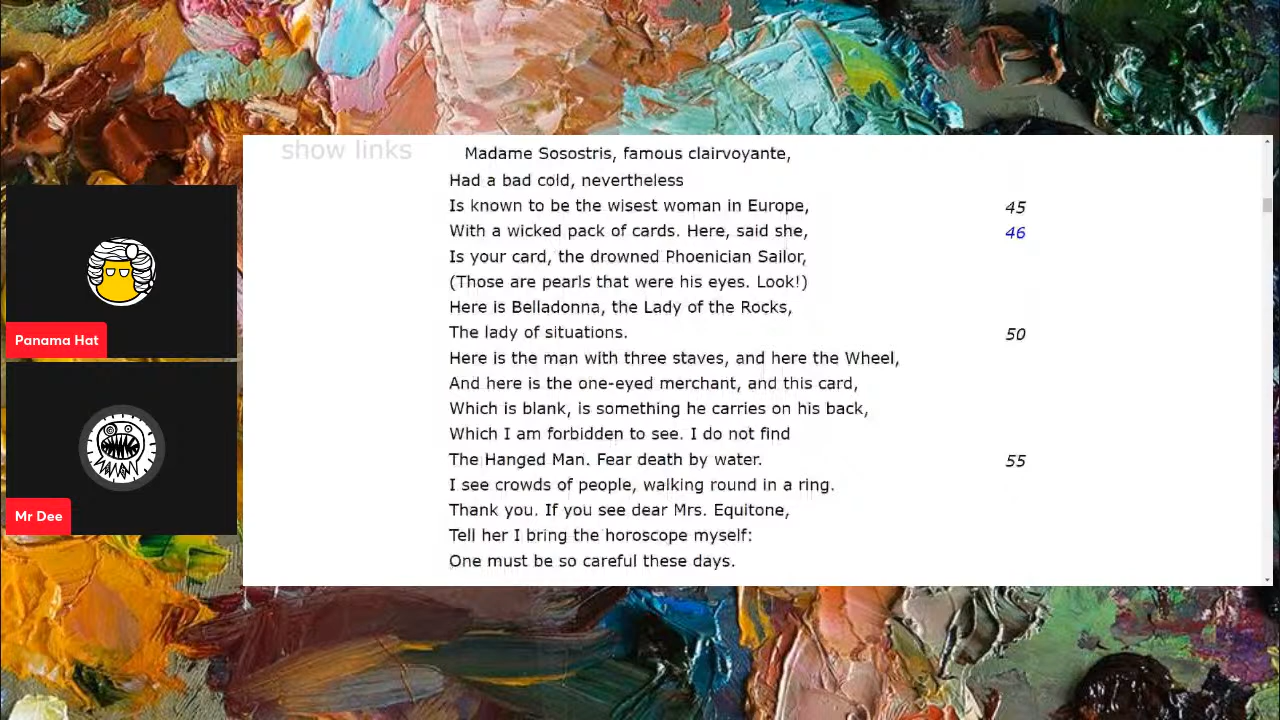 show links
Madame Sosostris, famous clairvoyante,
Had a bad cold, nevertheless
Is known to be the wisest woman in Europe, 45
With a wicked pack of cards. Here, said she, 46
Is your card, the drowned Phoenician Sailor,
(Those are pearls that were his eyes. Look!)
Here is Belladonna, the Lady of the Rocks,
The lady of situations. 50
Here is the man with three staves, and here the Wheel,
And here is the one-eyed merchant, and this card,
Which is blank, is something he carries on his back,
Which I am forbidden to see. I do not find
The Hanged Man. Fear death by water. 55
I see crowds of people, walking round in a ring.
Thank you. If you see dear Mrs. Equitone,
Tell her I bring the horoscope myself:
One must be so careful these days.
Panama Hat
Mr Dee